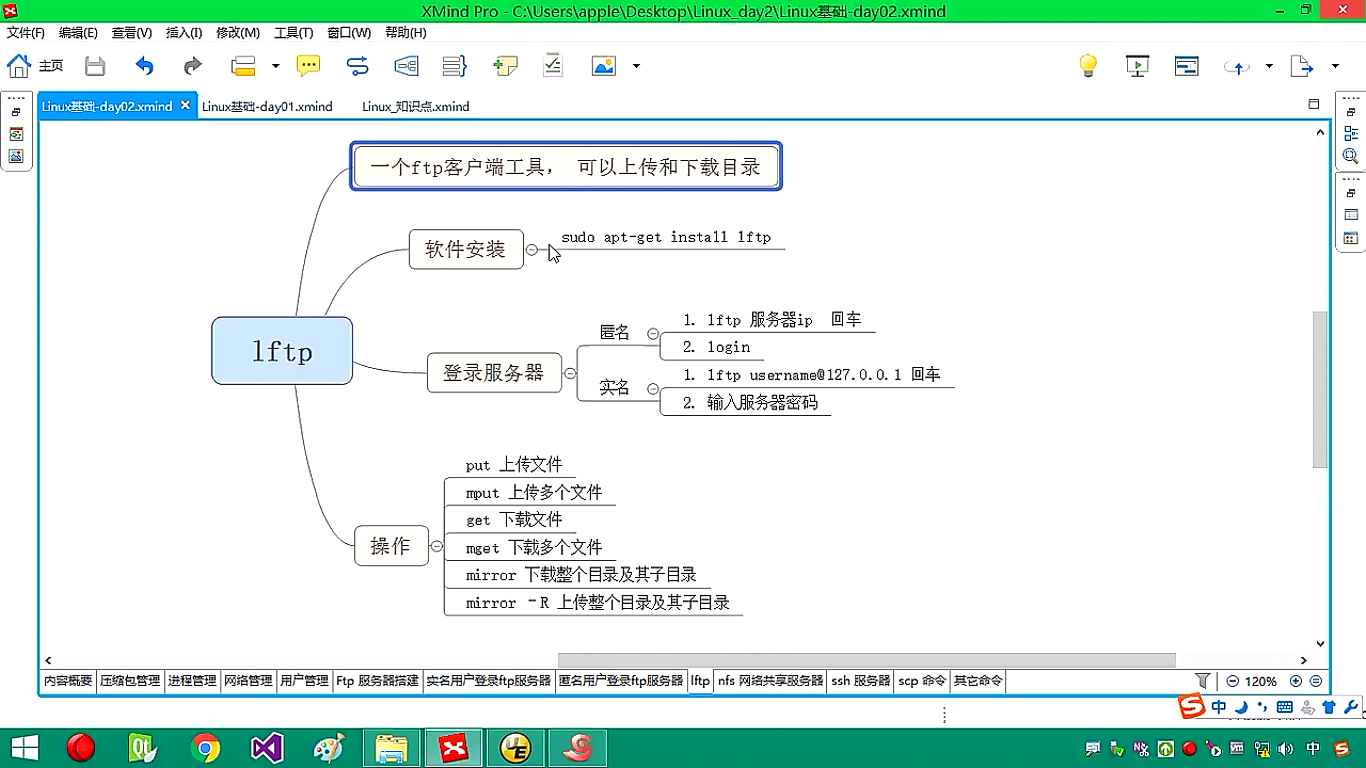 XMind Pro - C:\Users\apple\Desktop\Linux_day2\Linux基础-day02.xmind
文件(F) 编辑(E) 查看(V) 插入(I) 修改(M) 工具(T) 窗口(W) 帮助(H)
主页
Linux基础-day02.xmind Linux基础-day01.xmind Linux_知识点.xmind
一个ftp客户端工具， 可以上传和下载目录
软件安装
sudo apt-get install lftp
lftp
登录服务器
匿名
1. lftp 服务器ip 回车
2. login
实名
1. lftp username@127.0.0.1 回车
2. 输入服务器密码
操作
put 上传文件
mput 上传多个文件
get 下载文件
mget 下载多个文件
mirror 下载整个目录及其子目录
mirror －R 上传整个目录及其子目录
内容概要 压缩包管理 进程管理 网络管理 用户管理 Ftp 服务器搭建 实名用户登录ftp服务器 匿名用户登录ftp服务器 lftp nfs 网络共享服务器 ssh 服务器 scp 命令 其它命令
120%
中
中